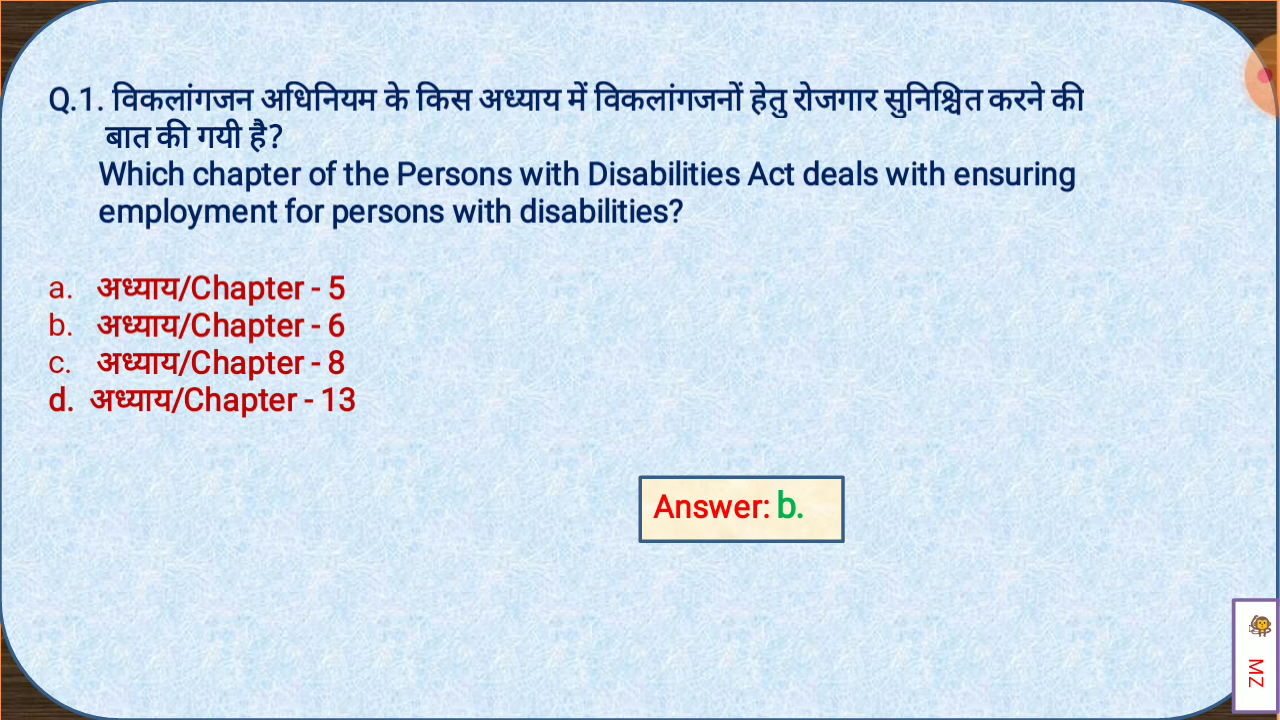 Q.1. विकलांगजन अधिनियम के किस अध्याय में विकलांगजनों हेतु रोजगार सुनिश्चित करने की
बात की गयी है?
Which chapter of the Persons with Disabilities Act deals with ensuring
employment for persons with disabilities?
a. अध्याय/Chapter - 5
b. अध्याय/Chapter - 6
c. अध्याय/Chapter - 8
d. अध्याय/Chapter - 13
Answer: b.
MZ